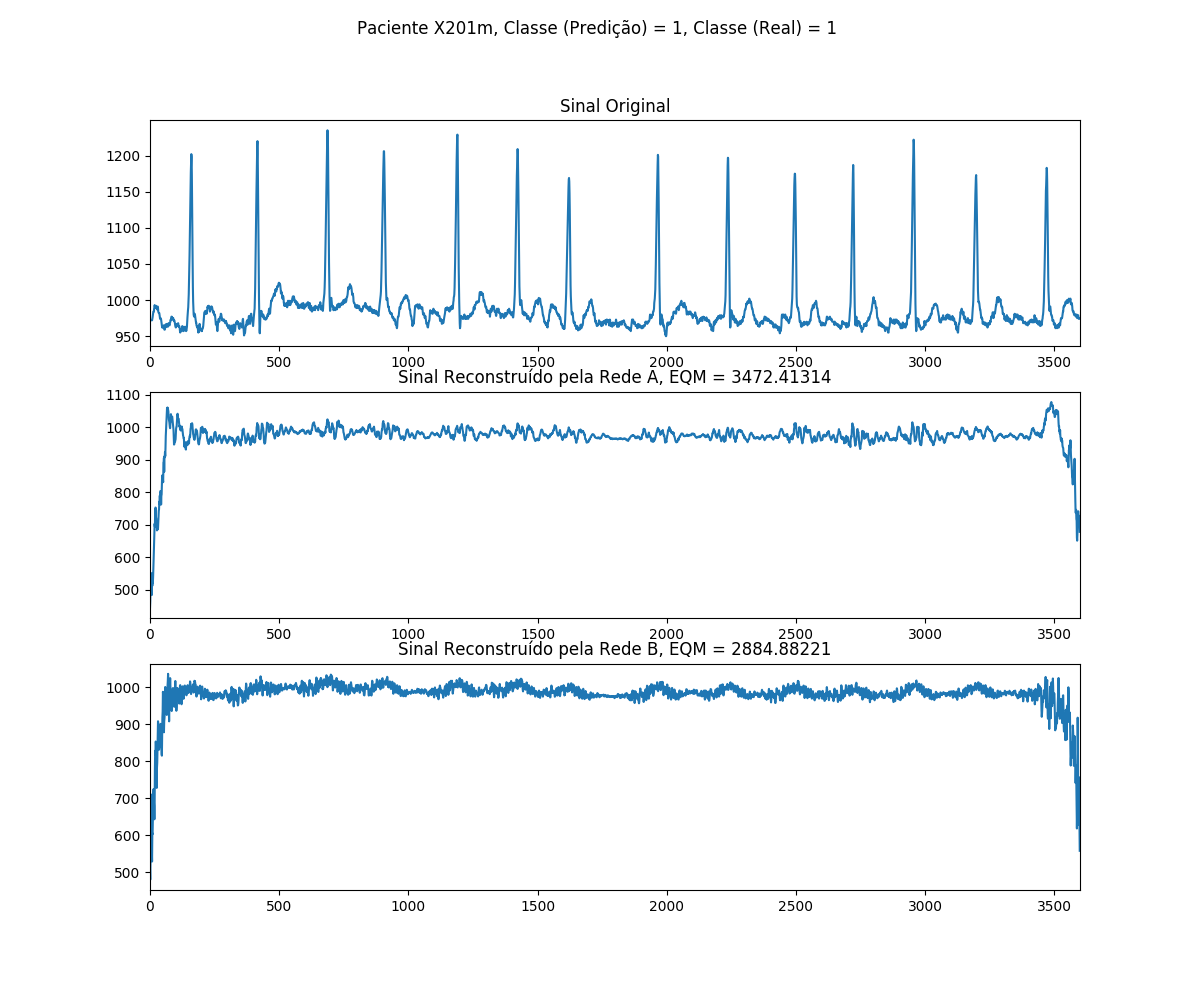 Paciente X201m, Classe (Predição) = 1, Classe (Real) = 1
Sinal Original
1200
1150
1100
1050
1000
950
0 500 1000 1500 2000 2500 3000 3500
Sinal Reconstruído pela Rede A, EQM = 3472.41314
1100
1000
900
800
700
600
500
0 500 1000 1500 2000 2500 3000 3500
Sinal Reconstruído pela Rede B, EQM = 2884.88221
1000
900
800
700
600
500
0 500 1000 1500 2000 2500 3000 3500